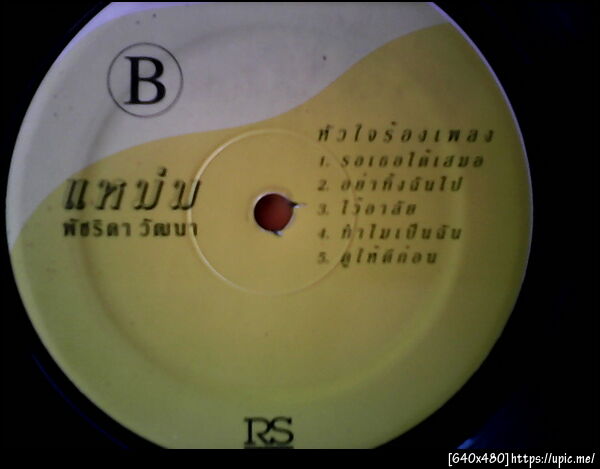 B
หัวใจร้องเพลง
1. รอเธอได้เสมอ
2. อย่าทิ้งฉันไป
3. ไว้อาลัย
4. ทำไมเป็นฉัน
5. ดูให้ดีก่อน
แหม่ม
พัชริดา วัฒนา
RS
[640x480]https://upic.me/